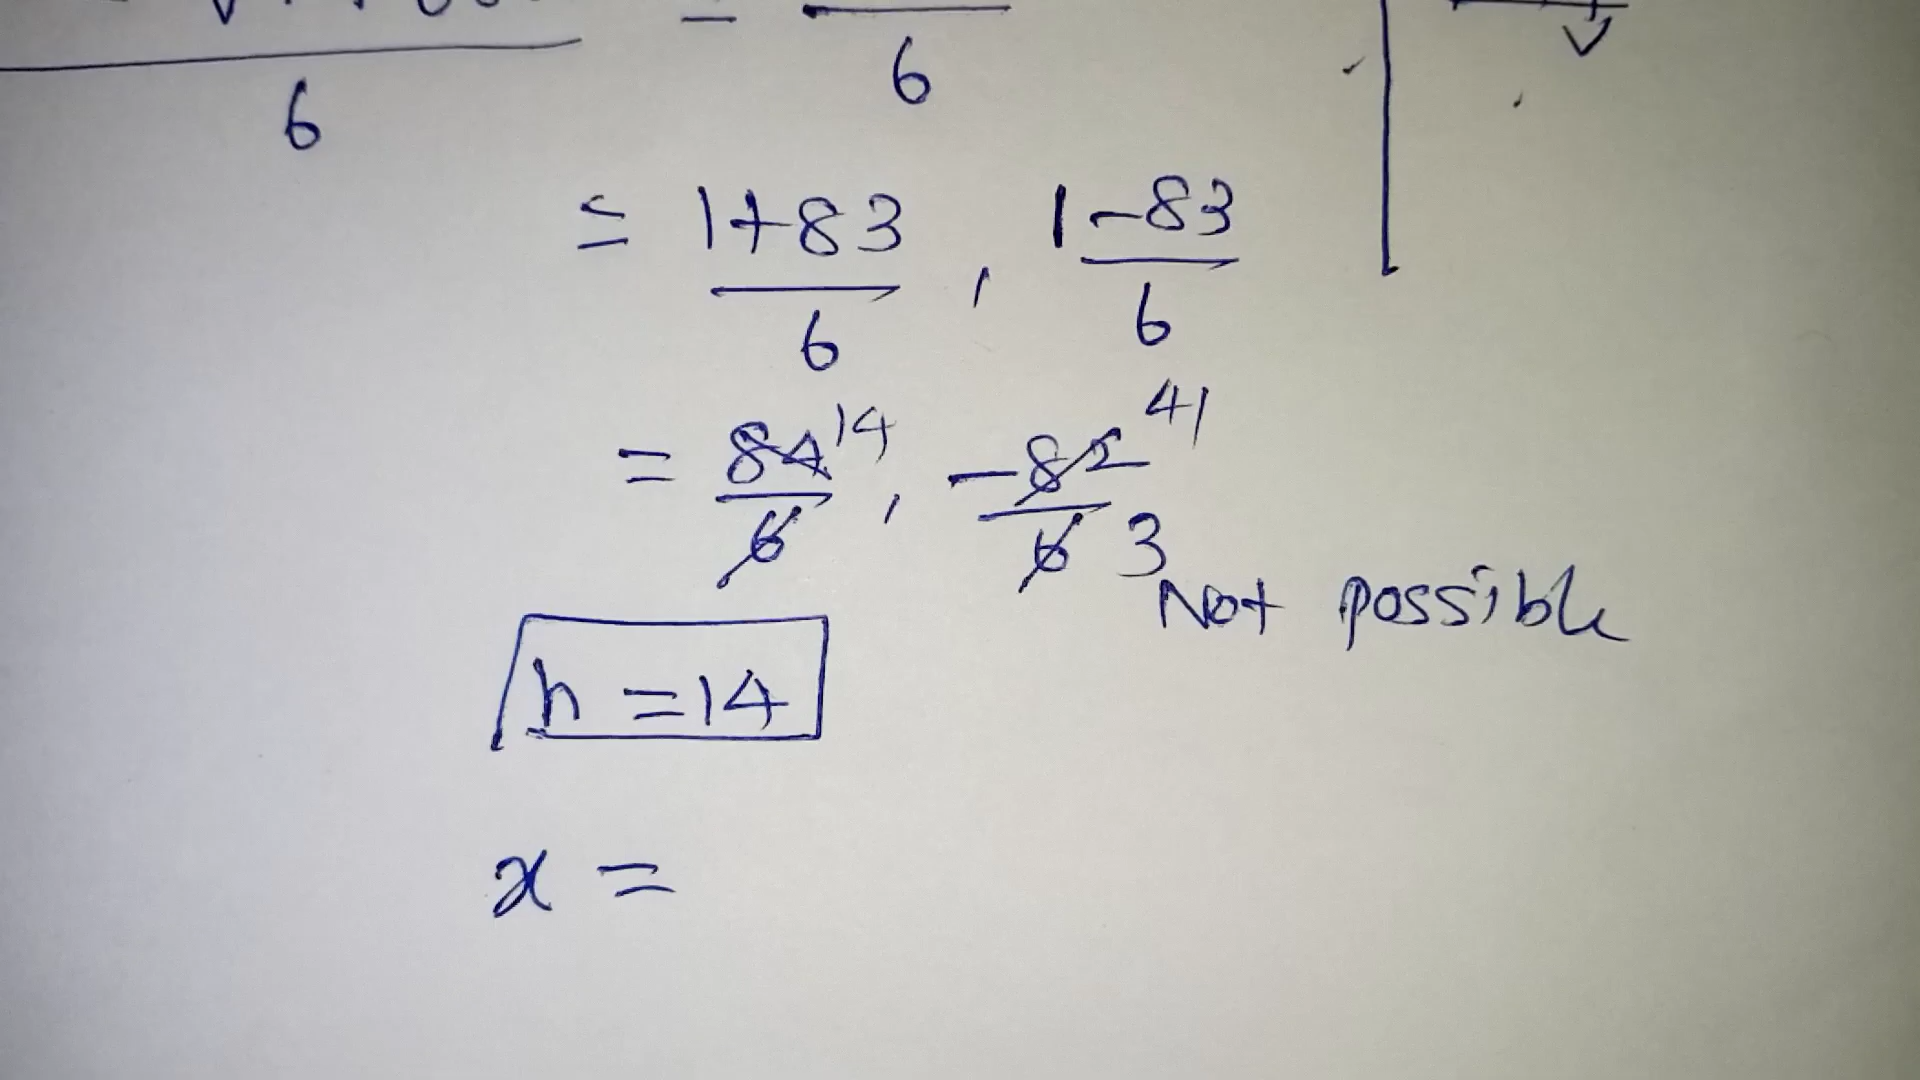 6
6
= 1+83/6 , 1-83/6
= 84/6 14 , -82/6 41 3
Not possible
n = 14
x =